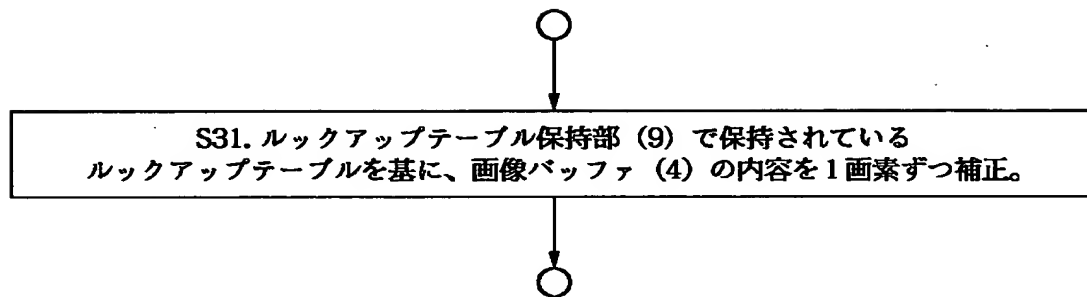 S31. ルックアップテーブル保持部（9）で保持されている
ルックアップテーブルを基に、画像バッファ（4）の内容を1画素ずつ補正。